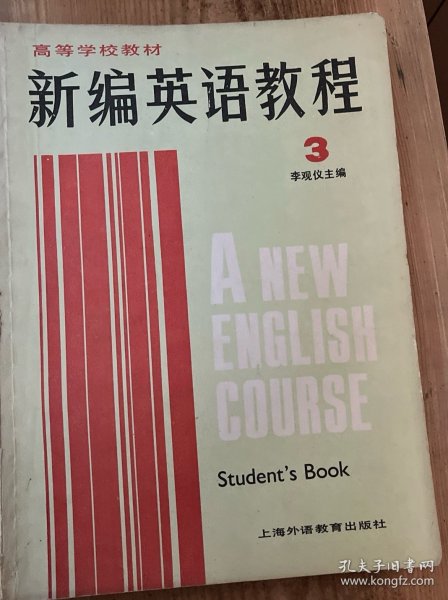 高等学校教材
新编英语教程
3
李观仪主编
A NEW
ENGLISH
COURSE
Student's Book
上海外语教育出版社
孔夫子旧书网
www.kongfz.com